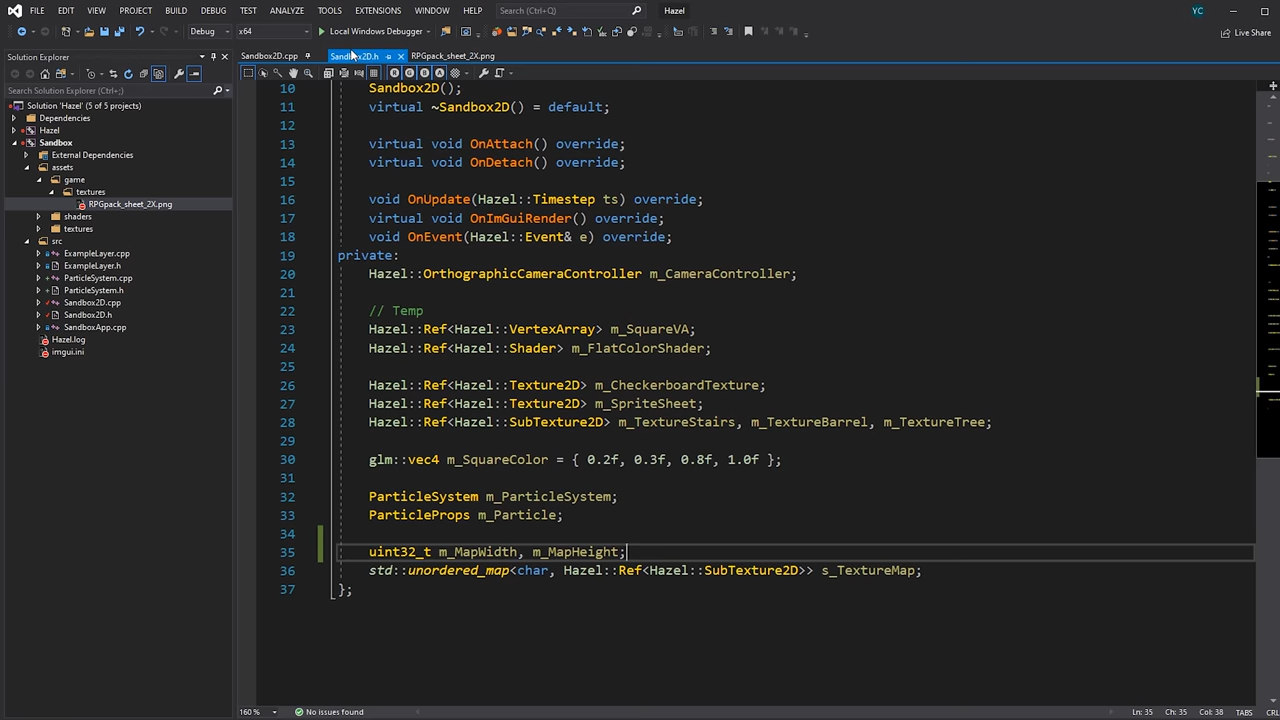 FILE EDIT VIEW PROJECT BUILD DEBUG TEST ANALYZE TOOLS EXTENSIONS WINDOW HELP Search (Ctrl+Q) Hazel YC
Debug x64 Local Windows Debugger Live Share
Solution Explorer
Search Solution Explorer (Ctrl+;)
Solution 'Hazel' (5 of 5 projects)
Dependencies
Hazel
Sandbox
External Dependencies
assets
game
textures
RPGpack_sheet_2X.png
shaders
textures
src
ExampleLayer.cpp
ExampleLayer.h
ParticleSystem.cpp
ParticleSystem.h
Sandbox2D.cpp
Sandbox2D.h
SandboxApp.cpp
Hazel.log
imgui.ini
Sandbox2D.cpp Sandbox2D.h RPGpack_sheet_2X.png
R G B A
10 Sandbox2D();
11 virtual ~Sandbox2D() = default;
12
13 virtual void OnAttach() override;
14 virtual void OnDetach() override;
15
16 void OnUpdate(Hazel::Timestep ts) override;
17 virtual void OnImGuiRender() override;
18 void OnEvent(Hazel::Event& e) override;
19 private:
20 Hazel::OrthographicCameraController m_CameraController;
21
22 // Temp
23 Hazel::Ref<Hazel::VertexArray> m_SquareVA;
24 Hazel::Ref<Hazel::Shader> m_FlatColorShader;
25
26 Hazel::Ref<Hazel::Texture2D> m_CheckerboardTexture;
27 Hazel::Ref<Hazel::Texture2D> m_SpriteSheet;
28 Hazel::Ref<Hazel::SubTexture2D> m_TextureStairs, m_TextureBarrel, m_TextureTree;
29
30 glm::vec4 m_SquareColor = { 0.2f, 0.3f, 0.8f, 1.0f };
31
32 ParticleSystem m_ParticleSystem;
33 ParticleProps m_Particle;
34
35 uint32_t m_MapWidth, m_MapHeight;
36 std::unordered_map<char, Hazel::Ref<Hazel::SubTexture2D>> s_TextureMap;
37 };
160 % No issues found Ln: 35 Ch: 35 Col: 38 TABS CRL